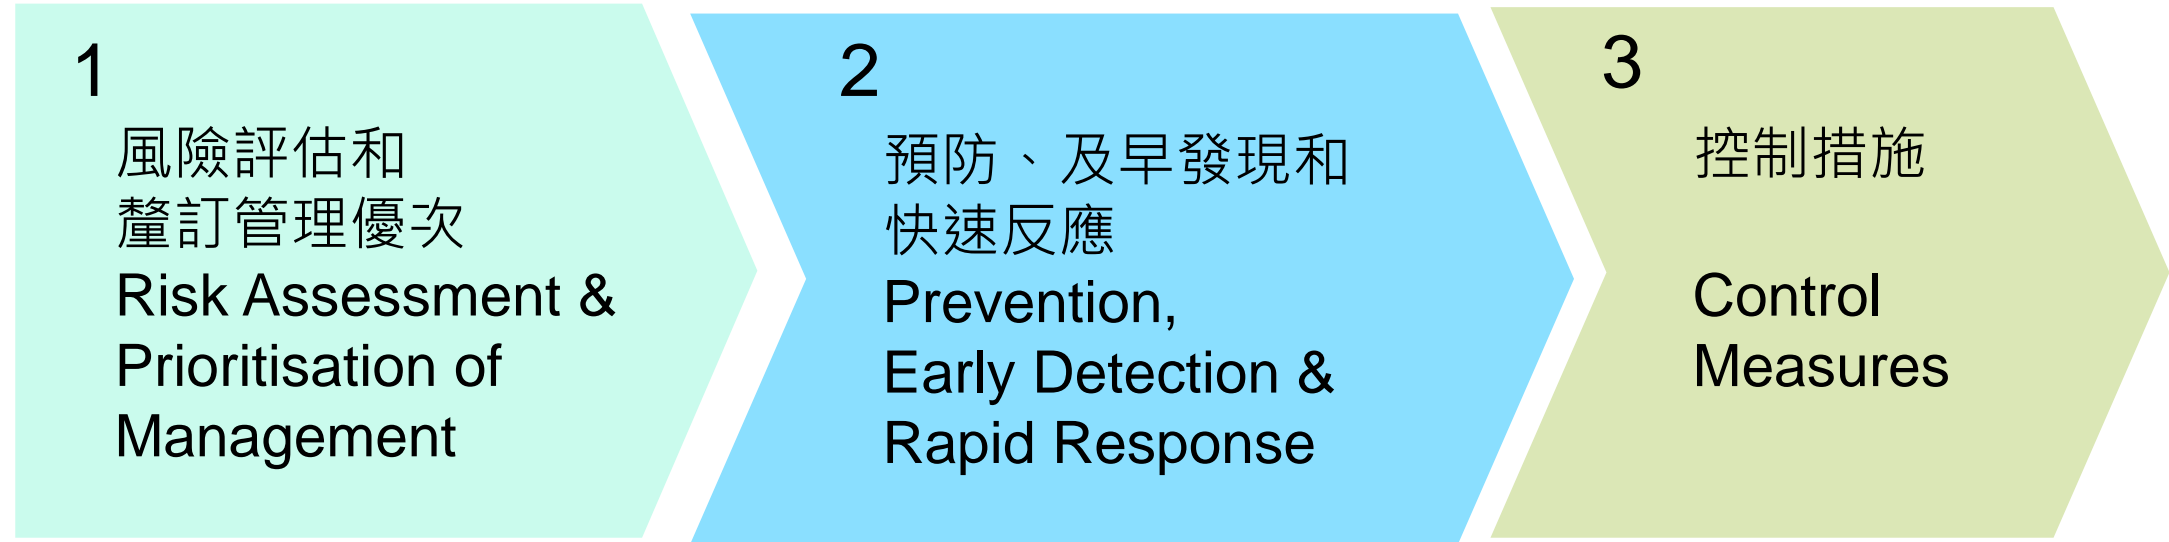 1
風險評估和
釐訂管理優次
Risk Assessment &
Prioritisation of
Management
2
預防、及早發現和
快速反應
Prevention,
Early Detection &
Rapid Response
3
控制措施
Control
Measures